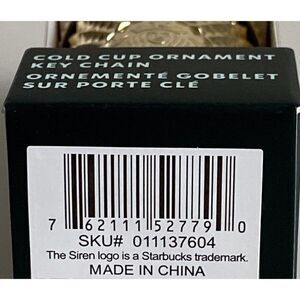 COLD CUP ORNAMENT
KEY CHAIN
ORNEMENTÉ GOBELET
SUR PORTE CLÉ
7 62111 52779 0
SKU# 011137604
The Siren logo is a Starbucks trademark.
MADE IN CHINA